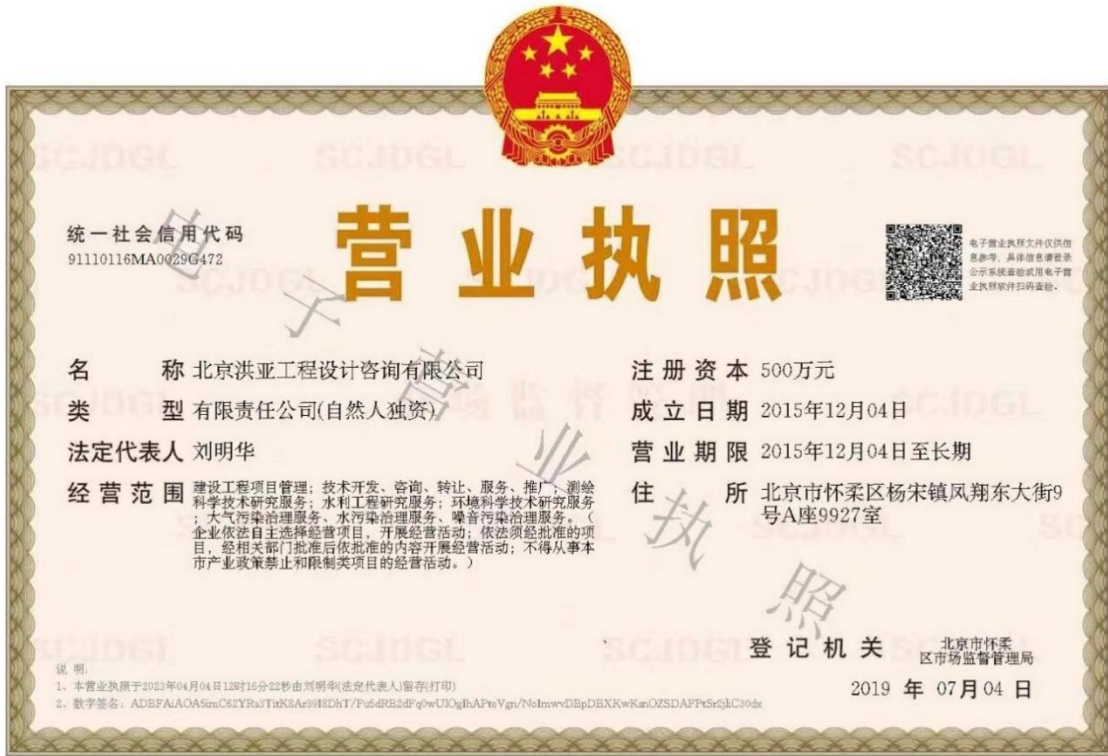 营业执照
统一社会信用代码
91110116MA0029G472
电子营业执照文件仅供信
息参考,具体信息请登录
公示系统查验或用电子营
业执照软件扫码查验。
名称 北京洪亚工程设计咨询有限公司
类型 有限责任公司(自然人独资)
法定代表人 刘明华
经营范围 建设工程项目管理;技术开发、咨询、转让、服务、推广;测绘
科学技术研究服务;水利工程研究服务;环境科学技术研究服务
;大气污染治理服务、水污染治理服务、噪音污染治理服务。(
企业依法自主选择经营项目,开展经营活动;依法须经批准的项
目,经相关部门批准后依批准的内容开展经营活动;不得从事本
市产业政策禁止和限制类项目的经营活动。)
注册资本 500万元
成立日期 2015年12月04日
营业期限 2015年12月04日至长期
住所 北京市怀柔区杨宋镇凤翔东大街9
号A座9927室
登记机关 北京市怀柔
区市场监督管理局
2019 年 07月 04 日
说明:
1、本营业执照于2023年04月04日12时16分22秒由刘明华(法定代表人)留存(打印)
2、数字签名:
电子营业执照
SCJDGL
市场监督管理